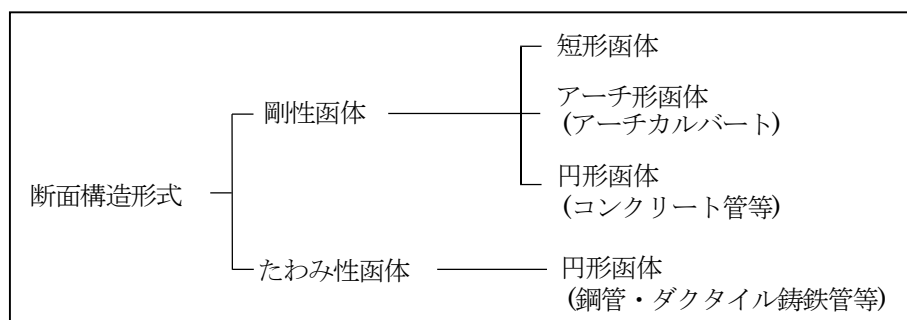 断面構造形式
剛性函体
短形函体
アーチ形函体
(アーチカルバート)
円形函体
(コンクリート管等)
たわみ性函体
円形函体
(鋼管・ダクタイル鋳鉄管等)